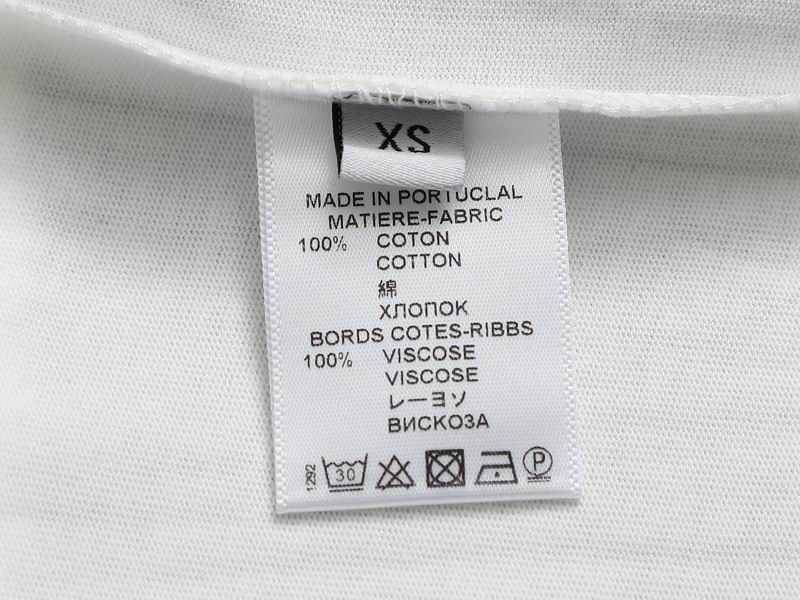 XS
MADE IN PORTUCLAL
MATIERE-FABRIC
100% COTON
COTTON
綿
ХЛОПОК
BORDS COTES-RIBBS
100% VISCOSE
VISCOSE
レーヨソ
ВИСКОЗА
1292 30 P